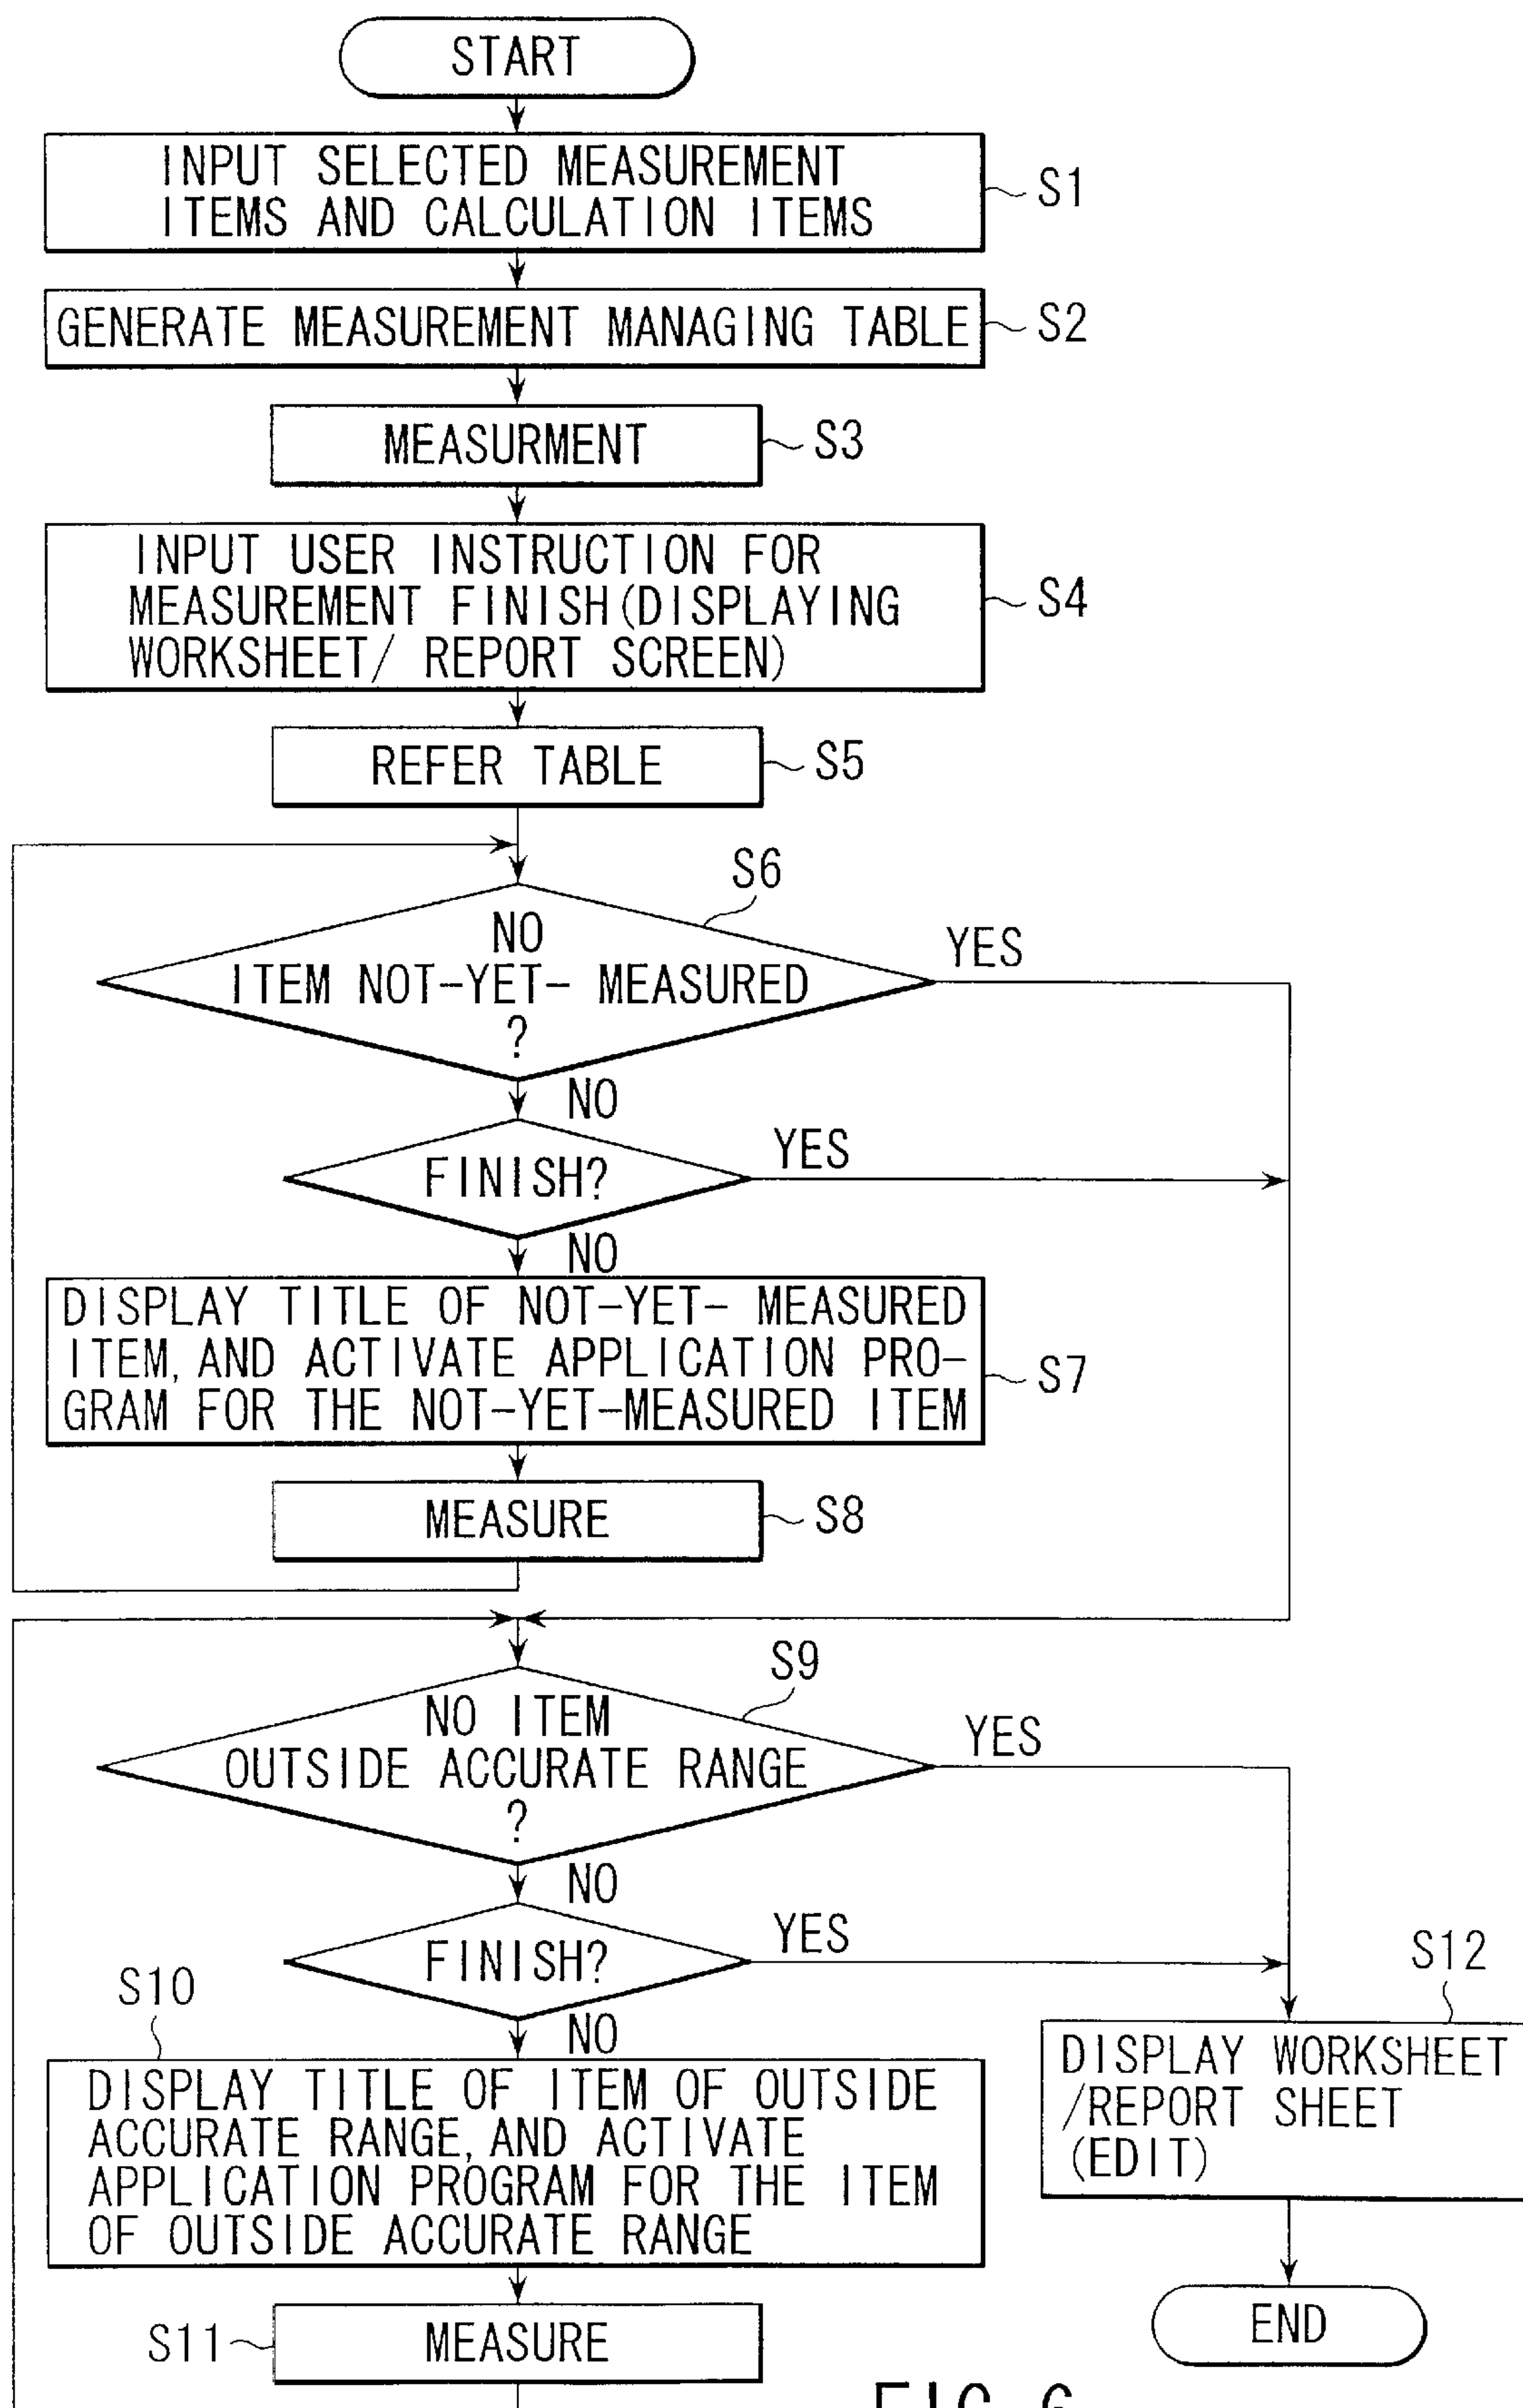 START
INPUT SELECTED MEASUREMENT
ITEMS AND CALCULATION ITEMS
S1
GENERATE MEASUREMENT MANAGING TABLE
S2
MEASURMENT
S3
INPUT USER INSTRUCTION FOR
MEASUREMENT FINISH(DISPLAYING
WORKSHEET/ REPORT SCREEN)
S4
REFER TABLE
S5
S6
NO
ITEM NOT-YET- MEASURED
?
YES
NO
FINISH?
YES
NO
DISPLAY TITLE OF NOT-YET- MEASURED
ITEM, AND ACTIVATE APPLICATION PRO-
GRAM FOR THE NOT-YET-MEASURED ITEM
S7
MEASURE
S8
S9
NO ITEM
OUTSIDE ACCURATE RANGE
?
YES
NO
FINISH?
YES
NO
S10
DISPLAY TITLE OF ITEM OF OUTSIDE
ACCURATE RANGE, AND ACTIVATE
APPLICATION PROGRAM FOR THE ITEM
OF OUTSIDE ACCURATE RANGE
S12
DISPLAY WORKSHEET
/REPORT SHEET
(EDIT)
S11
MEASURE
END
FIG. 6